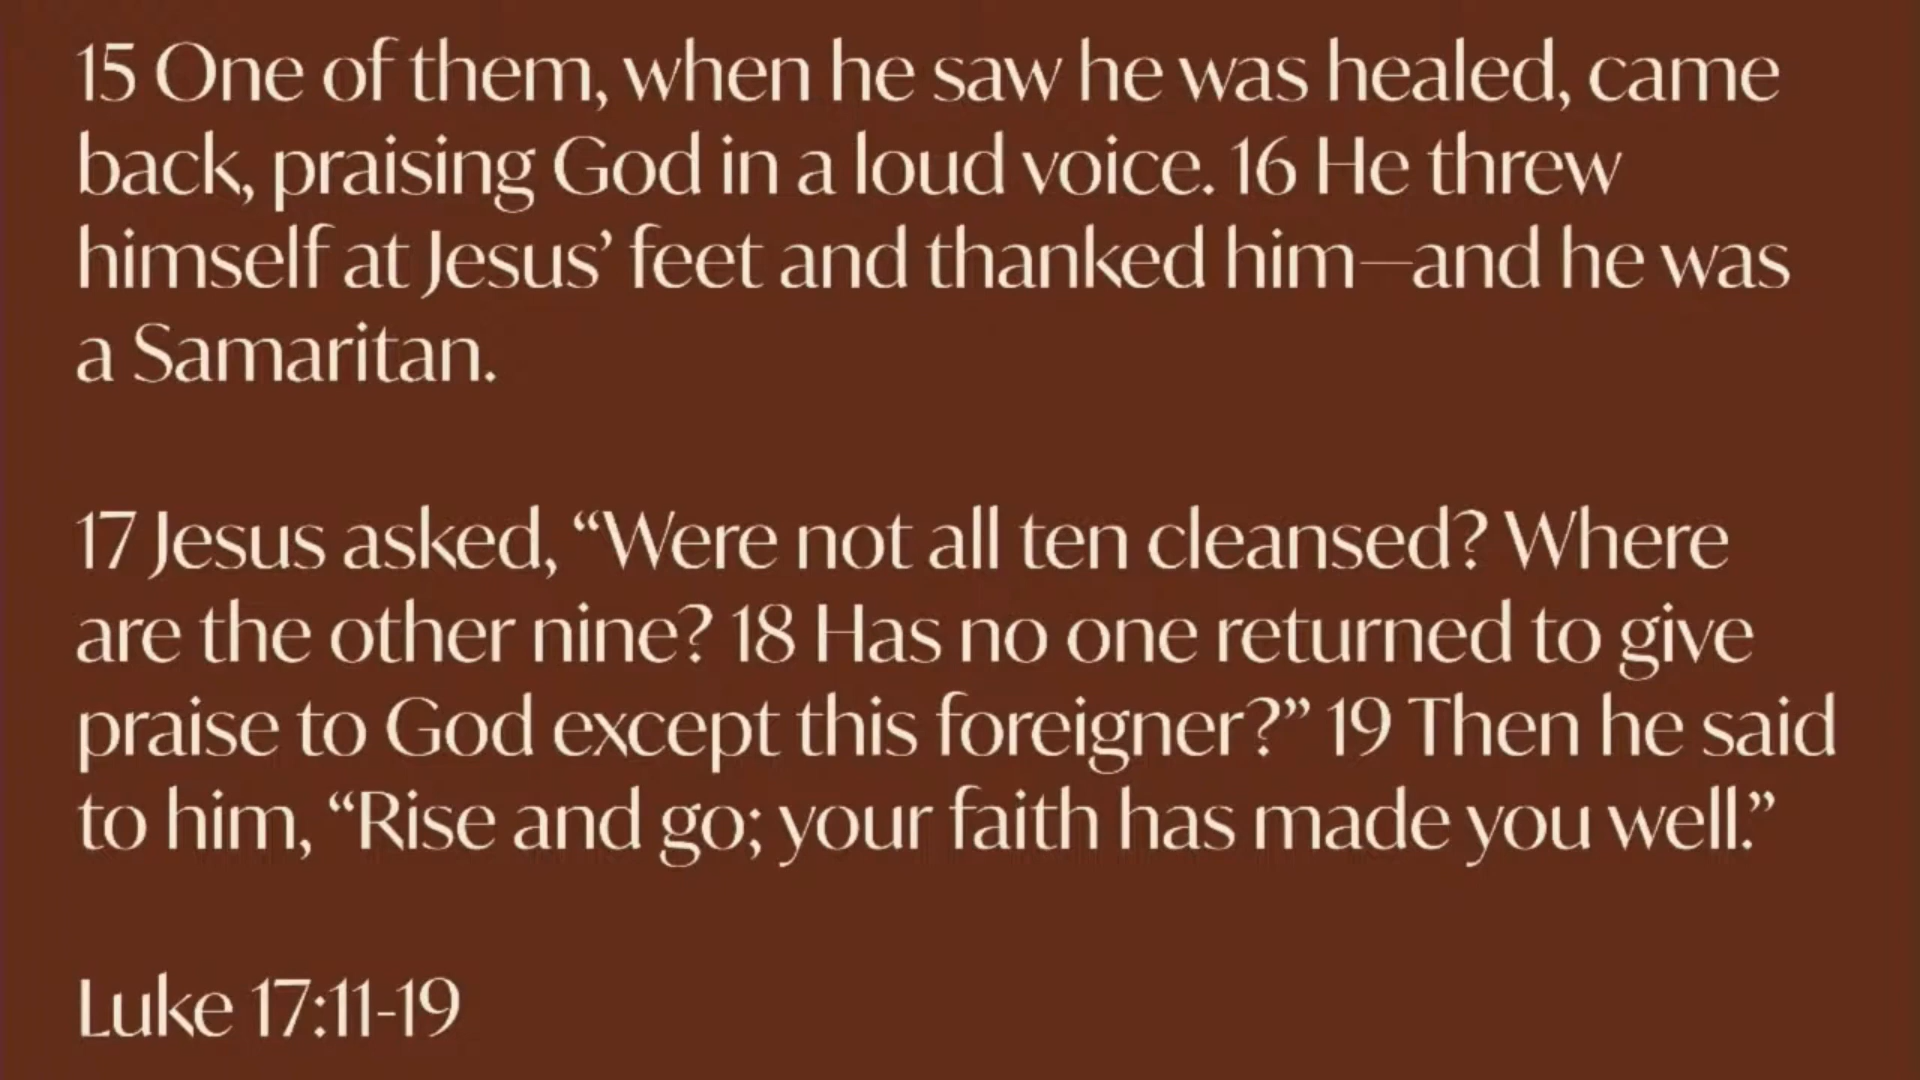 15 One of them, when he saw he was healed, came
back, praising God in a loud voice. 16 He threw
himself at Jesus’ feet and thanked him—and he was
a Samaritan.
17 Jesus asked, “Were not all ten cleansed? Where
are the other nine? 18 Has no one returned to give
praise to God except this foreigner?” 19 Then he said
to him, “Rise and go; your faith has made you well.”
Luke 17:11-19